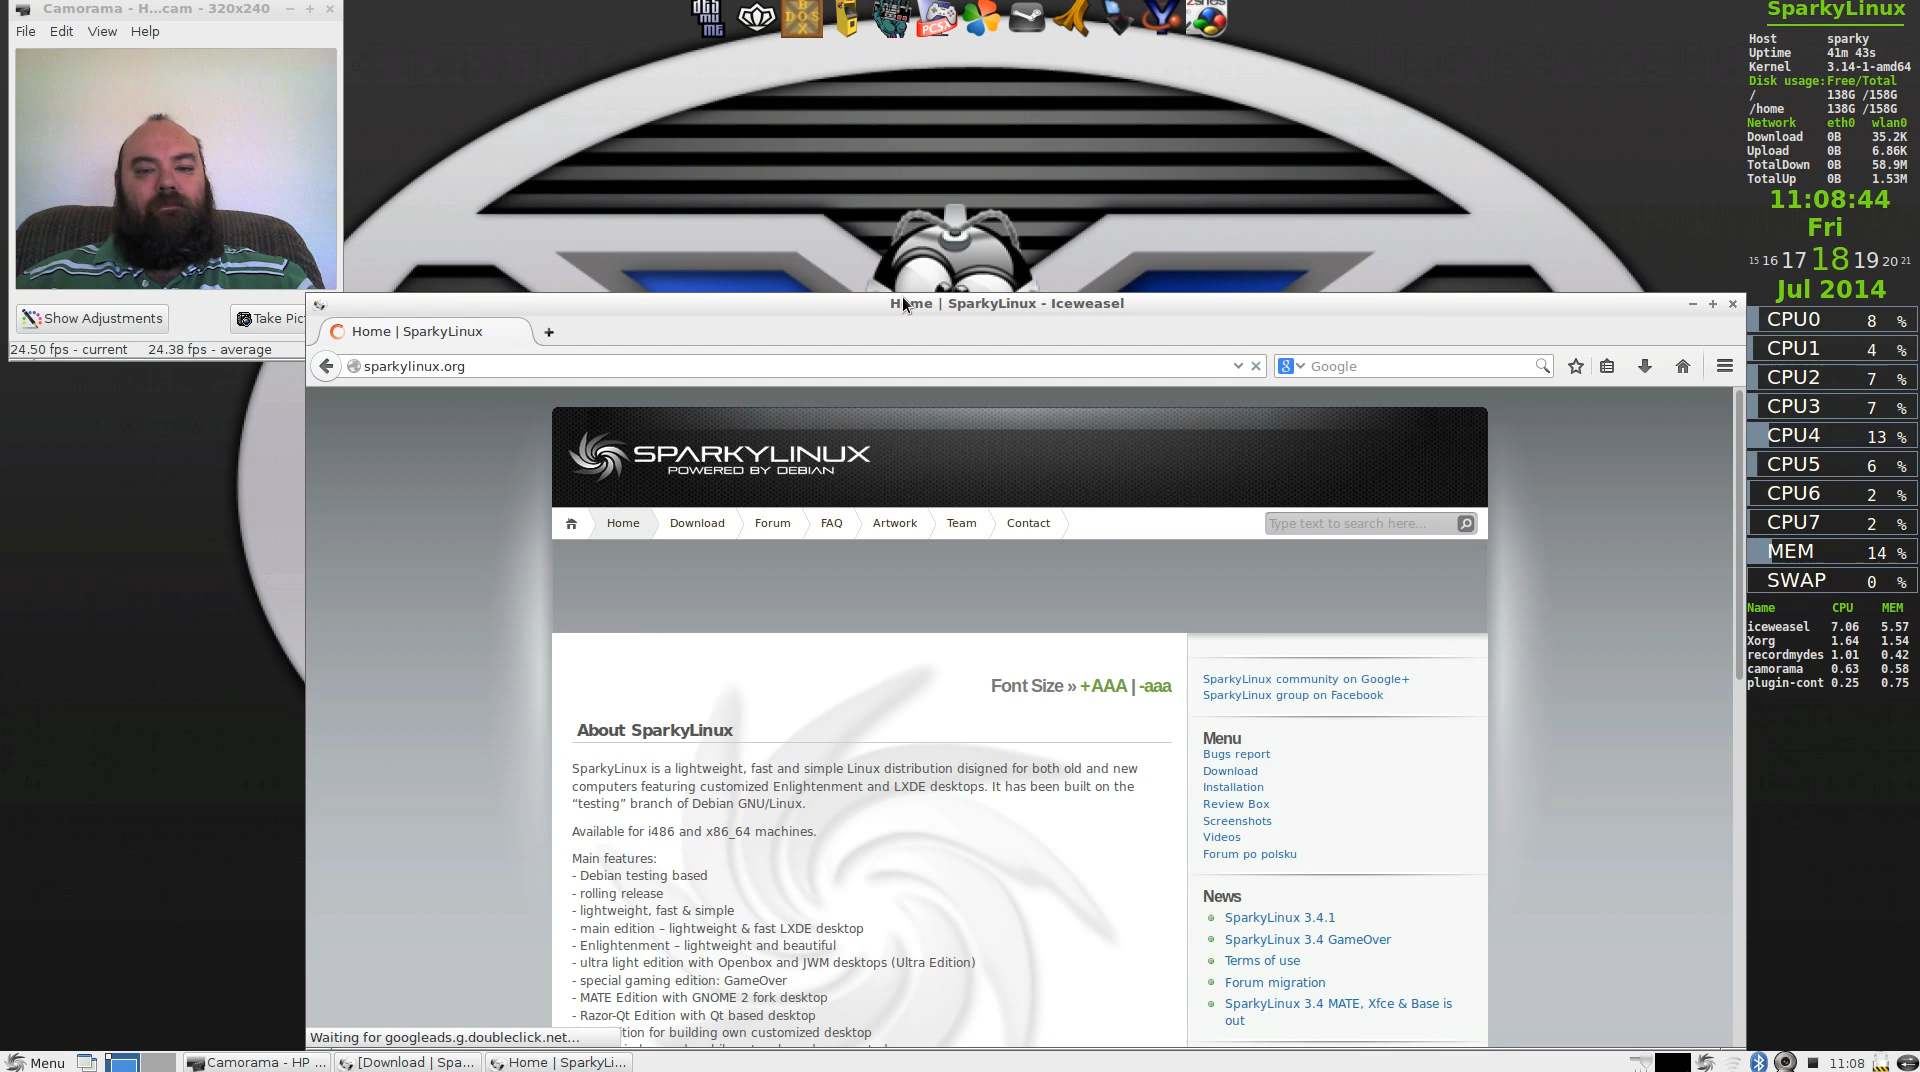 Camorama - H...cam - 320x240
File Edit View Help
Show Adjustments
Take Pic
24.50 fps - current 24.38 fps - average
DOS
PCSX
Home | SparkyLinux - Iceweasel
Home | SparkyLinux
sparkylinux.org
Google
SPARKYLINUX
POWERED BY DEBIAN
Home Download Forum FAQ Artwork Team Contact
Type text to search here...
Font Size » +AAA | -aaa
About SparkyLinux
SparkyLinux is a lightweight, fast and simple Linux distribution disigned for both old and new
computers featuring customized Enlightenment and LXDE desktops. It has been built on the
“testing” branch of Debian GNU/Linux.
Available for i486 and x86_64 machines.
Main features:
- Debian testing based
- rolling release
- lightweight, fast & simple
- main edition – lightweight & fast LXDE desktop
- Enlightenment – lightweight and beautiful
- ultra light edition with Openbox and JWM desktops (Ultra Edition)
- special gaming edition: GameOver
- MATE Edition with GNOME 2 fork desktop
- Razor-Qt Edition with Qt based desktop
tion for building own customized desktop
Waiting for googleads.g.doubleclick.net...
SparkyLinux community on Google+
SparkyLinux group on Facebook
Menu
Bugs report
Download
Installation
Review Box
Screenshots
Videos
Forum po polsku
News
SparkyLinux 3.4.1
SparkyLinux 3.4 GameOver
Terms of use
Forum migration
SparkyLinux 3.4 MATE, Xfce & Base is
out
SparkyLinux
Host sparky
Uptime 41m 43s
Kernel 3.14-1-amd64
Disk usage:Free/Total
/ 138G /158G
/home 138G /158G
Network eth0 wlan0
Download 0B 35.2K
Upload 0B 6.86K
TotalDown 0B 58.9M
TotalUp 0B 1.53M
11:08:44
Fri
15 16 17 18 19 20 21
Jul 2014
CPU0 8 %
CPU1 4 %
CPU2 7 %
CPU3 7 %
CPU4 13 %
CPU5 6 %
CPU6 2 %
CPU7 2 %
MEM 14 %
SWAP 0 %
Name CPU MEM
iceweasel 7.06 5.57
Xorg 1.64 1.54
recordmydes 1.01 0.42
camorama 0.63 0.58
plugin-cont 0.25 0.75
Menu
Camorama - HP ...
[Download | Spa...
Home | SparkyLi...
11:08